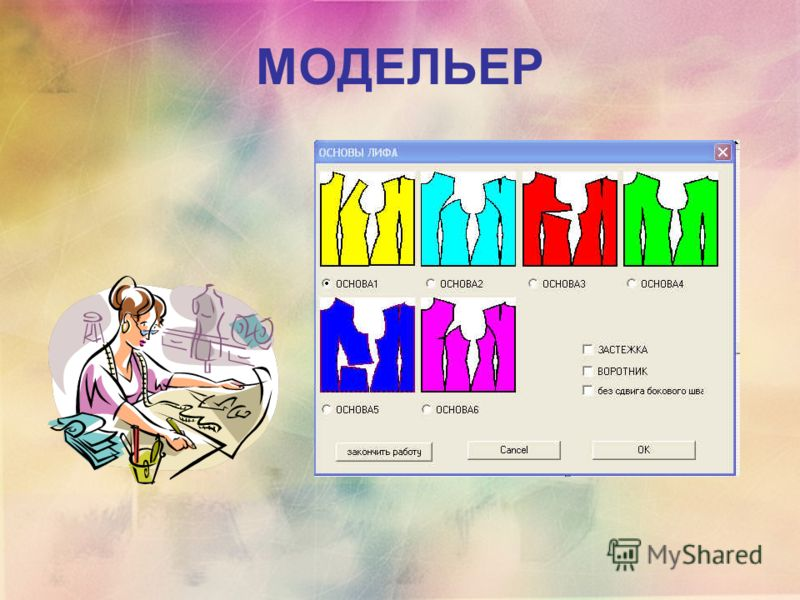 МОДЕЛЬЕР
ОСНОВЫ ЛИФА
ОСНОВА1 ОСНОВА2 ОСНОВА3 ОСНОВА4
ОСНОВА5 ОСНОВА6
ЗАСТЕЖКА
ВОРОТНИК
без сдвига бокового шва
закончить работу Cancel OK
MyShared